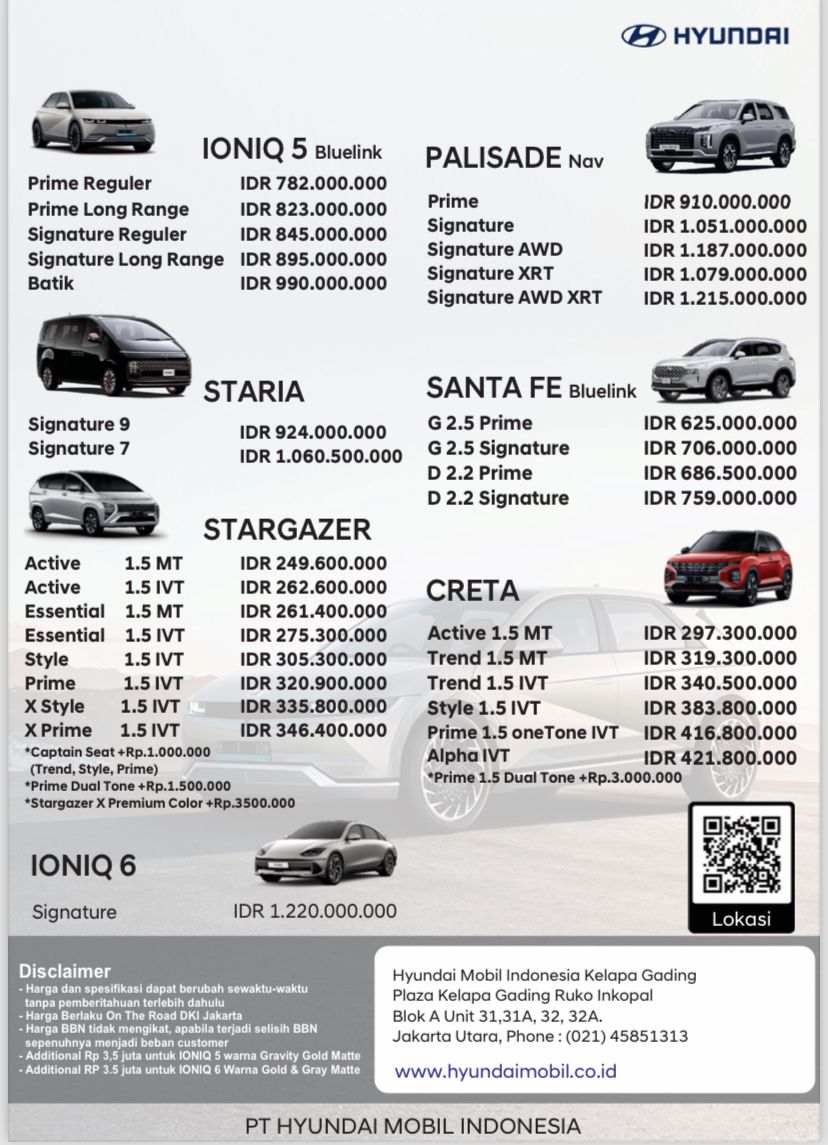 HYUNDAI
IONIQ 5 Bluelink
Prime Reguler IDR 782.000.000
Prime Long Range IDR 823.000.000
Signature Reguler IDR 845.000.000
Signature Long Range IDR 895.000.000
Batik IDR 990.000.000
PALISADE Nav
Prime IDR 910.000.000
Signature IDR 1.051.000.000
Signature AWD IDR 1.187.000.000
Signature XRT IDR 1.079.000.000
Signature AWD XRT IDR 1.215.000.000
STARIA
Signature 9 IDR 924.000.000
Signature 7 IDR 1.060.500.000
SANTA FE Bluelink
G 2.5 Prime IDR 625.000.000
G 2.5 Signature IDR 706.000.000
D 2.2 Prime IDR 686.500.000
D 2.2 Signature IDR 759.000.000
STARGAZER
Active 1.5 MT IDR 249.600.000
Active 1.5 IVT IDR 262.600.000
Essential 1.5 MT IDR 261.400.000
Essential 1.5 IVT IDR 275.300.000
Style 1.5 IVT IDR 305.300.000
Prime 1.5 IVT IDR 320.900.000
X Style 1.5 IVT IDR 335.800.000
X Prime 1.5 IVT IDR 346.400.000
*Captain Seat +Rp.1.000.000
(Trend, Style, Prime)
*Prime Dual Tone +Rp.1.500.000
*Stargazer X Premium Color +Rp.3500.000
CRETA
Active 1.5 MT IDR 297.300.000
Trend 1.5 MT IDR 319.300.000
Trend 1.5 IVT IDR 340.500.000
Style 1.5 IVT IDR 383.800.000
Prime 1.5 oneTone IVT IDR 416.800.000
Alpha IVT IDR 421.800.000
*Prime 1.5 Dual Tone +Rp.3.000.000
IONIQ 6
Signature IDR 1.220.000.000
Lokasi
Disclaimer
- Harga dan spesifikasi dapat berubah sewaktu-waktu
tanpa pemberitahuan terlebih dahulu
- Harga Berlaku On The Road DKI Jakarta
- Harga BBN tidak mengikat, apabila terjadi selisih BBN
sepenuhnya menjadi beban customer
- Additional Rp 3,5 juta untuk IONIQ 5 warna Gravity Gold Matte
- Additional RP 3.5 juta untuk IONIQ 6 Warna Gold & Gray Matte
Hyundai Mobil Indonesia Kelapa Gading
Plaza Kelapa Gading Ruko Inkopal
Blok A Unit 31,31A, 32, 32A.
Jakarta Utara, Phone : (021) 45851313
www.hyundaimobil.co.id
PT HYUNDAI MOBIL INDONESIA